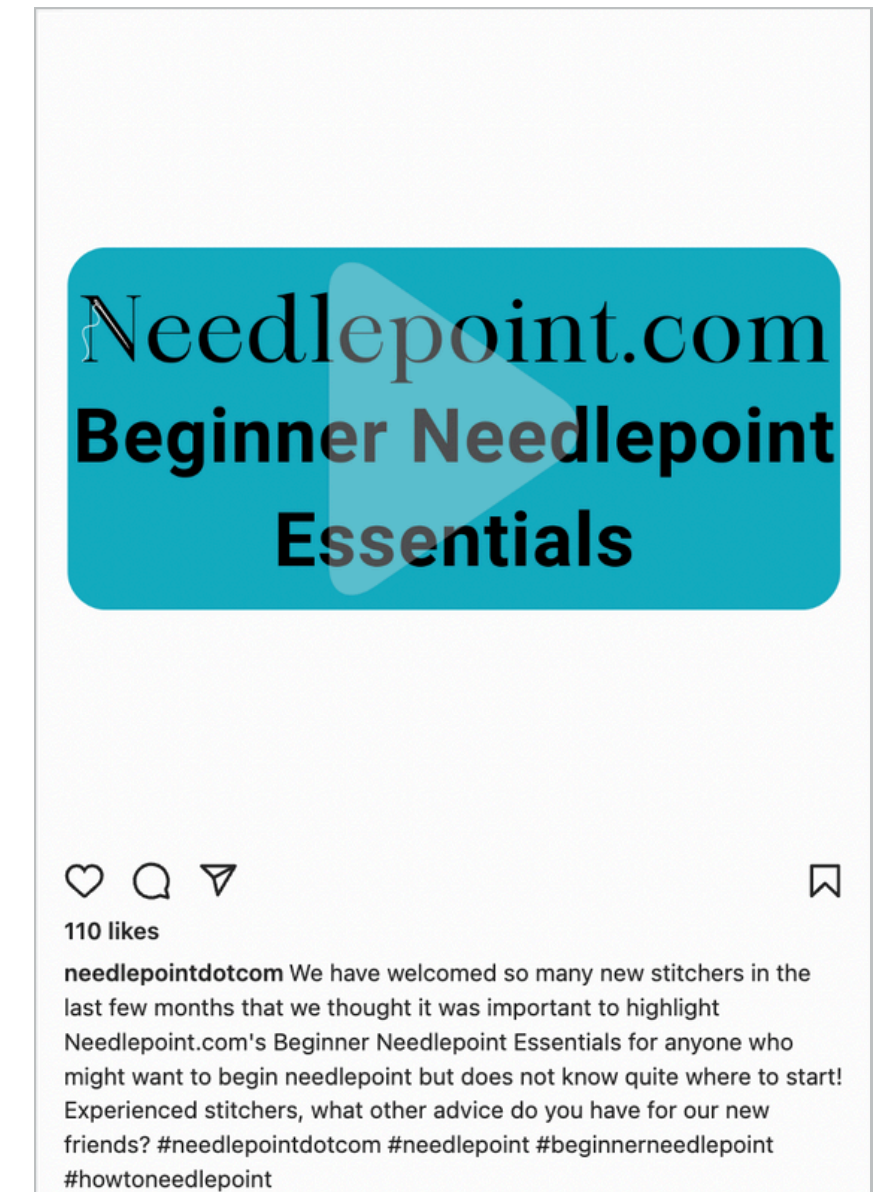 Needlepoint.com
Beginner Needlepoint
Essentials
110 likes
needlepointdotcom We have welcomed so many new stitchers in the
last few months that we thought it was important to highlight
Needlepoint.com's Beginner Needlepoint Essentials for anyone who
might want to begin needlepoint but does not know quite where to start!
Experienced stitchers, what other advice do you have for our new
friends? #needlepointdotcom #needlepoint #beginnerneedlepoint
#howtoneedlepoint